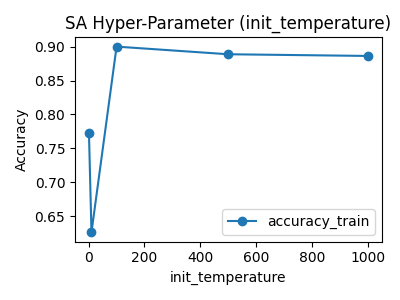 SA Hyper-Parameter (init_temperature)
0.90
0.85
0.80
0.75
0.70
0.65
Accuracy
accuracy_train
0 200 400 600 800 1000
init_temperature